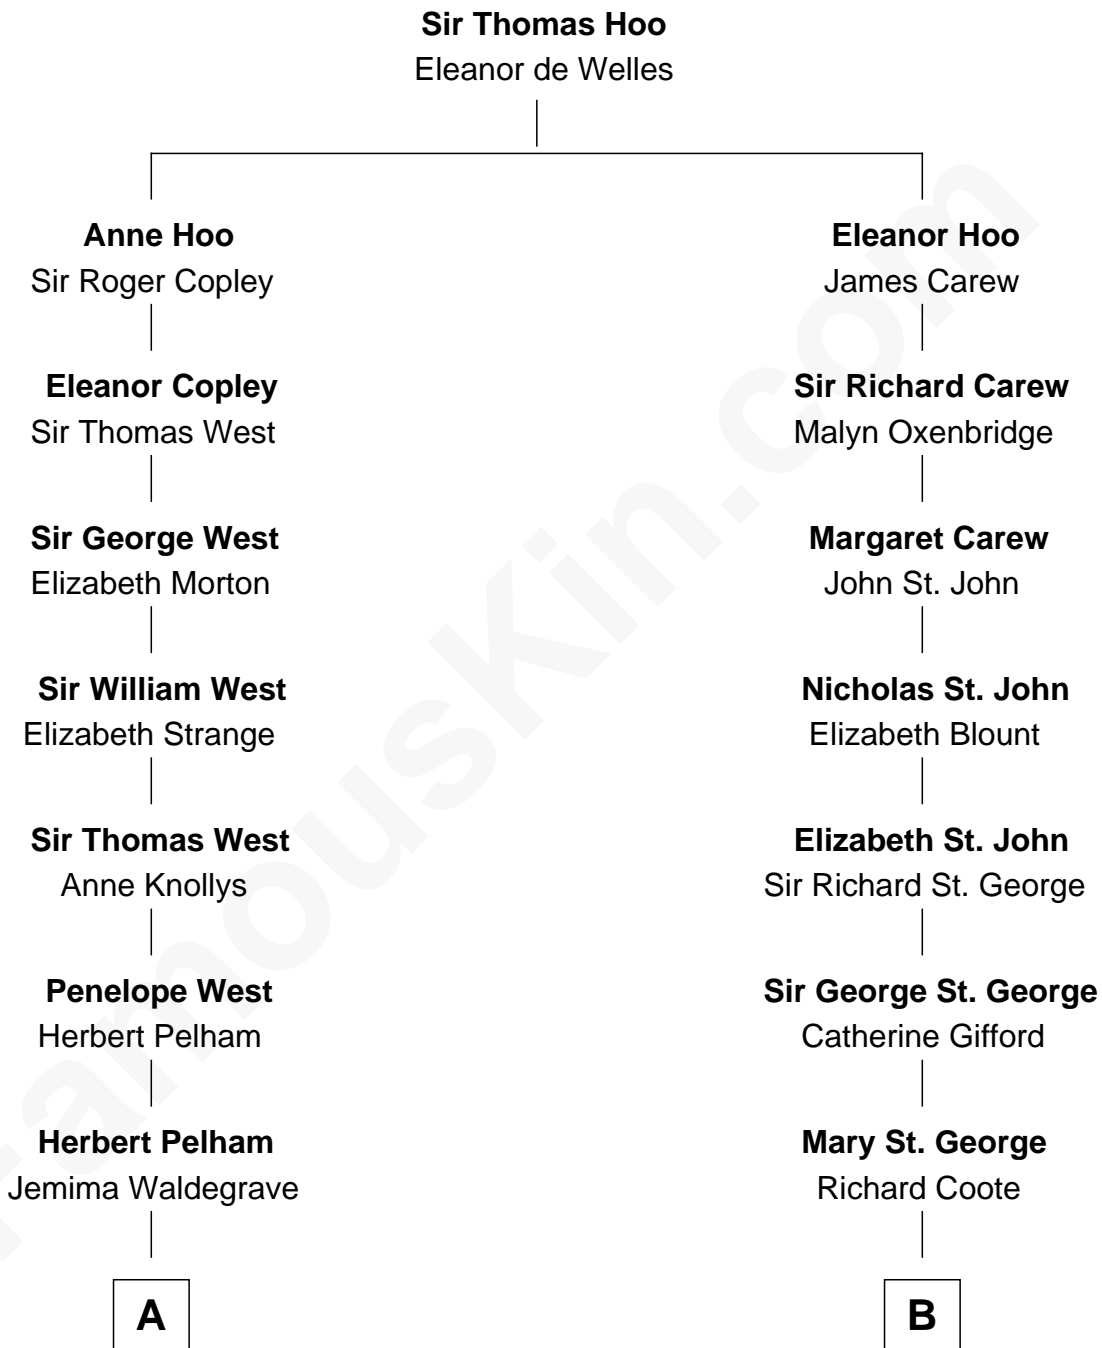 Sir Thomas Hoo
Eleanor de Welles
Anne Hoo
Sir Roger Copley
Eleanor Hoo
James Carew
Eleanor Copley
Sir Thomas West
Sir Richard Carew
Malyn Oxenbridge
Sir George West
Elizabeth Morton
Margaret Carew
John St. John
Sir William West
Elizabeth Strange
Nicholas St. John
Elizabeth Blount
Sir Thomas West
Anne Knollys
Elizabeth St. John
Sir Richard St. George
Penelope West
Herbert Pelham
Sir George St. George
Catherine Gifford
Herbert Pelham
Jemima Waldegrave
Mary St. George
Richard Coote
A
B
FamousKin.com